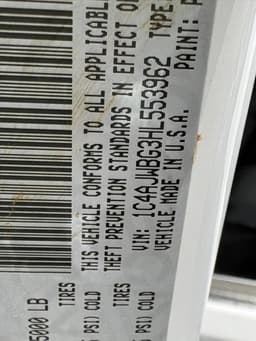 THIS VEHICLE CONFORMS TO ALL APPLICABL
THEFT PREVENTION STANDARDS IN EFFECT O
VIN: 1C4AJWBG3HL553962 TYPE
VEHICLE MADE IN U.S.A. PAINT: P
5000 LB
TIRES
PSI) COLD
TIRES
PSI) COLD